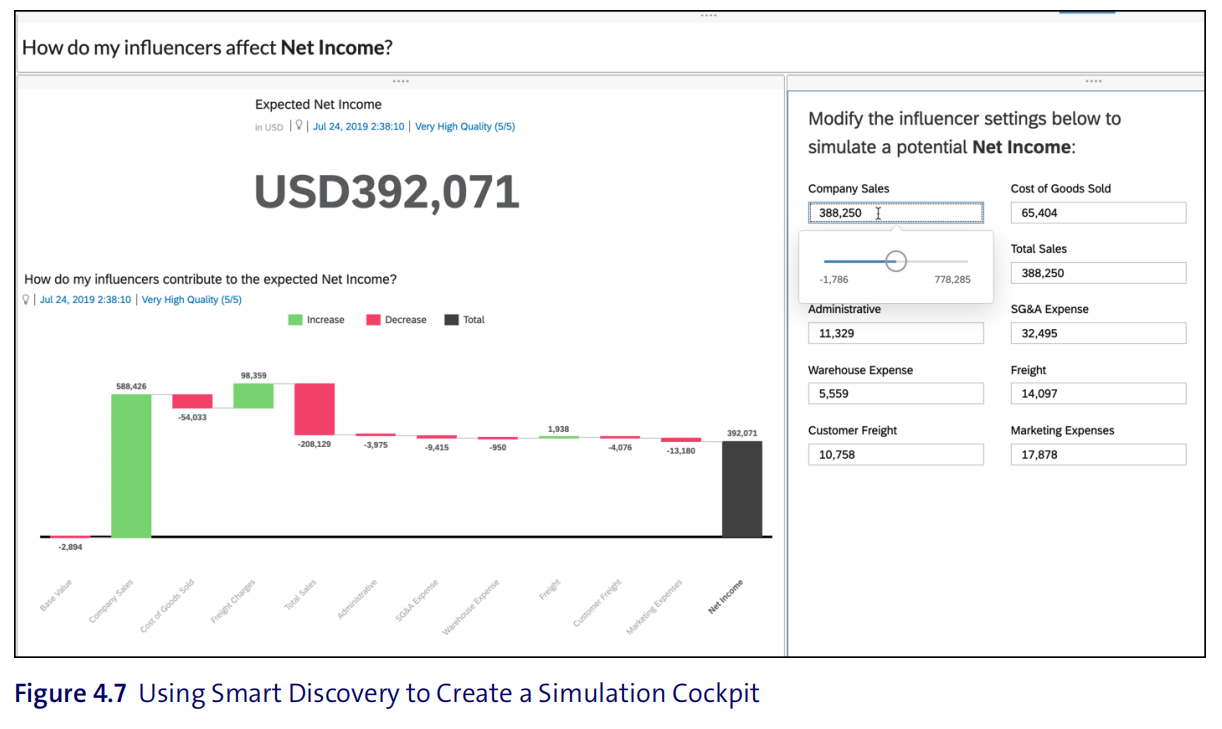 How do my influencers affect Net Income?
Expected Net Income
in USD | Jul 24, 2019 2:38:10 | Very High Quality (5/5)
USD392,071
How do my influencers contribute to the expected Net Income?
| Jul 24, 2019 2:38:10 | Very High Quality (5/5)
Increase Decrease Total
588,426
-54,033
98,359
-208,129
-3,975
-9,415
-950
1,938
-4,076
-13,180
392,071
-2,894
Base Value
Company Sales
Cost of Goods Sold
Freight Charges
Total Sales
Administrative
SG&A Expense
Warehouse Expense
Freight
Customer Freight
Marketing Expenses
Net Income
Modify the influencer settings below to
simulate a potential Net Income:
Company Sales
388,250
-1,786 778,285
Cost of Goods Sold
65,404
Total Sales
388,250
Administrative
11,329
SG&A Expense
32,495
Warehouse Expense
5,559
Freight
14,097
Customer Freight
10,758
Marketing Expenses
17,878
Figure 4.7 Using Smart Discovery to Create a Simulation Cockpit